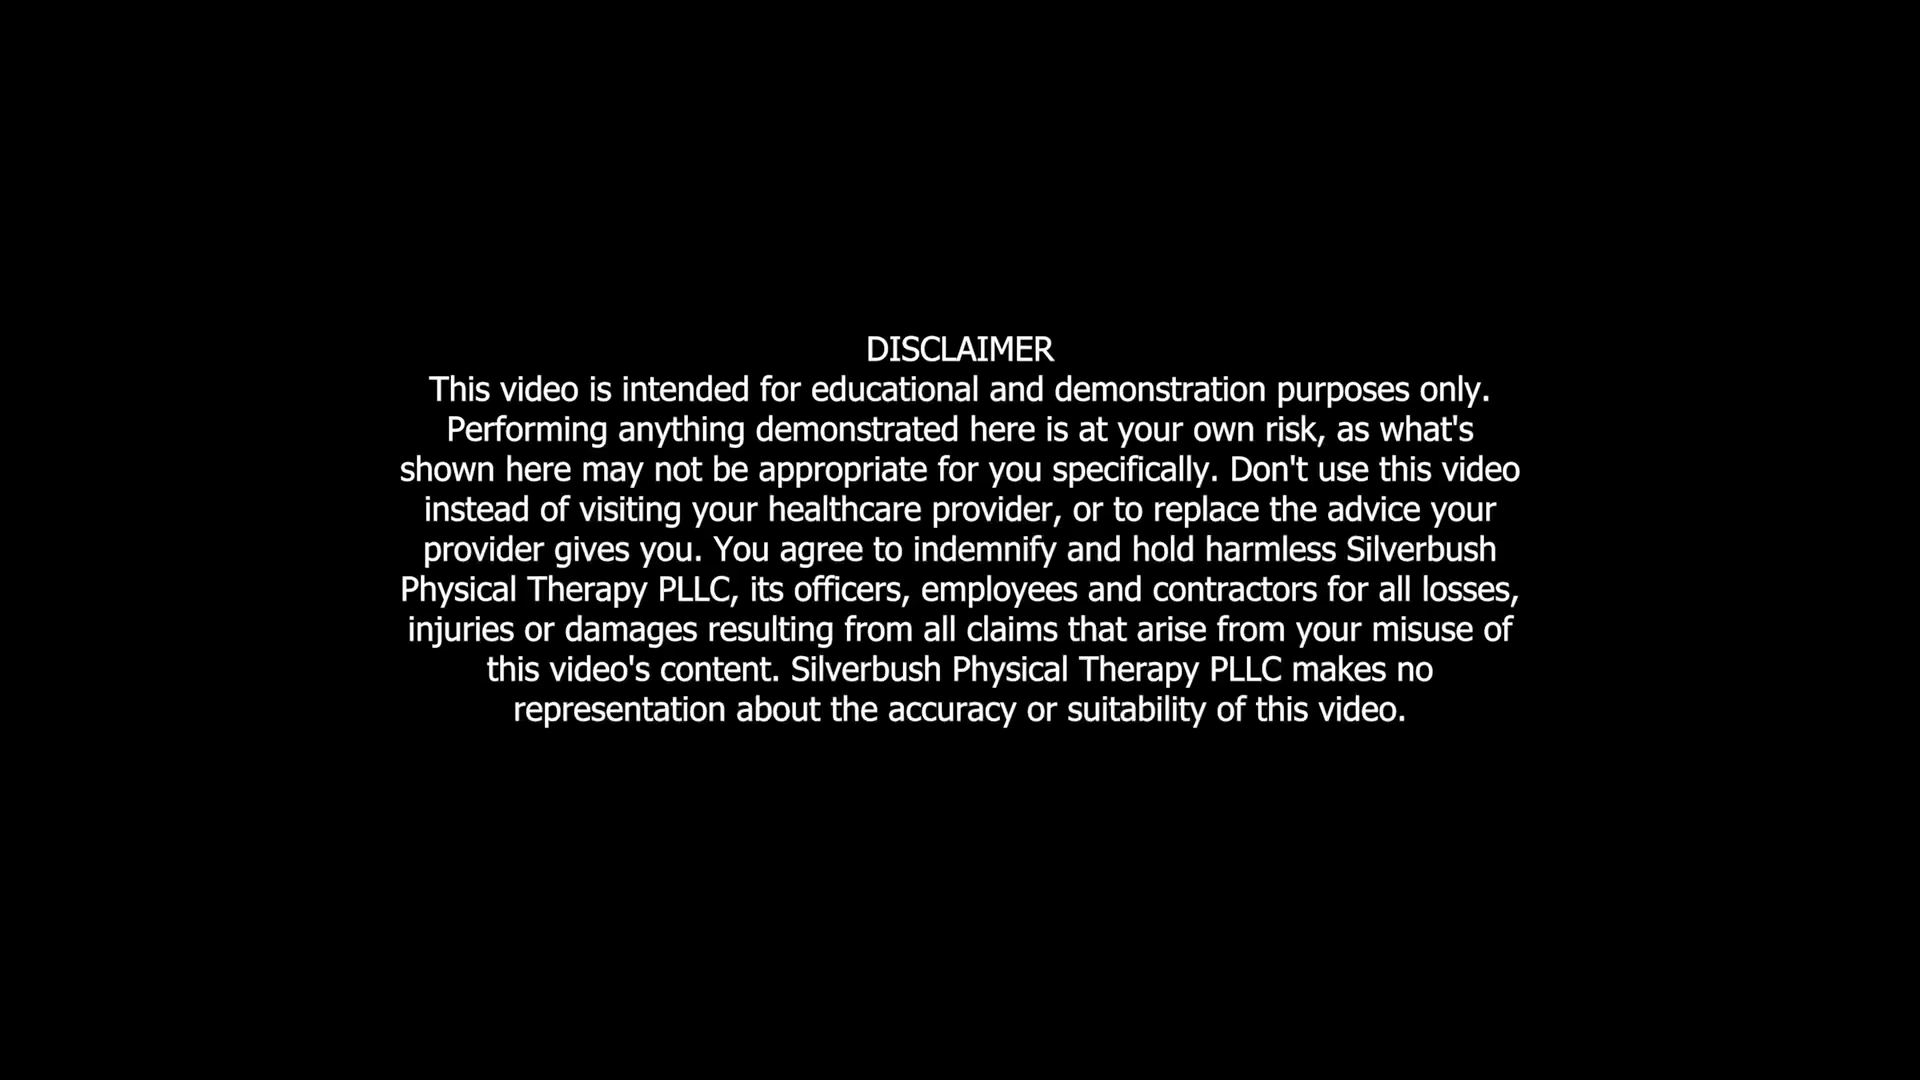 DISCLAIMER
This video is intended for educational and demonstration purposes only.
Performing anything demonstrated here is at your own risk, as what's
shown here may not be appropriate for you specifically. Don't use this video
instead of visiting your healthcare provider, or to replace the advice your
provider gives you. You agree to indemnify and hold harmless Silverbush
Physical Therapy PLLC, its officers, employees and contractors for all losses,
injuries or damages resulting from all claims that arise from your misuse of
this video's content. Silverbush Physical Therapy PLLC makes no
representation about the accuracy or suitability of this video.